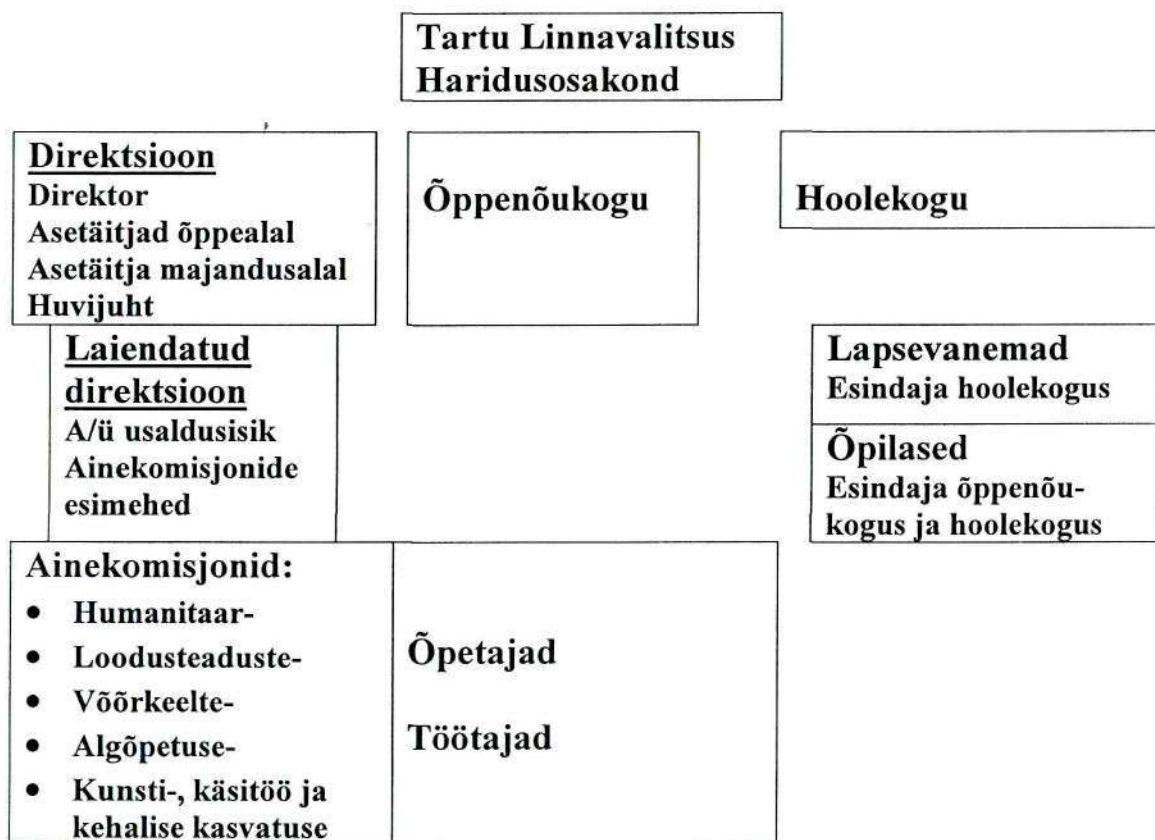 Tartu Linnavalitsus
Haridusosakond
Direktsioon
Direktor
Asetäitjad õppealal
Asetäitja majandusalal
Huvijuht
Õppenõukogu
Hoolekogu
Laiendatud
direktsioon
A/ü usaldusisik
Ainekomisjonide
esimehed
Lapsevanemad
Esindaja hoolekogus
Õpilased
Esindaja õppenõu-
kogus ja hoolekogus
Ainekomisjonid:
• Humanitaar-
• Loodusteaduste-
• Võõrkeelte-
• Algõpetuse-
• Kunsti-, käsitöö ja
kehalise kasvatuse
Õpetajad
Töötajad